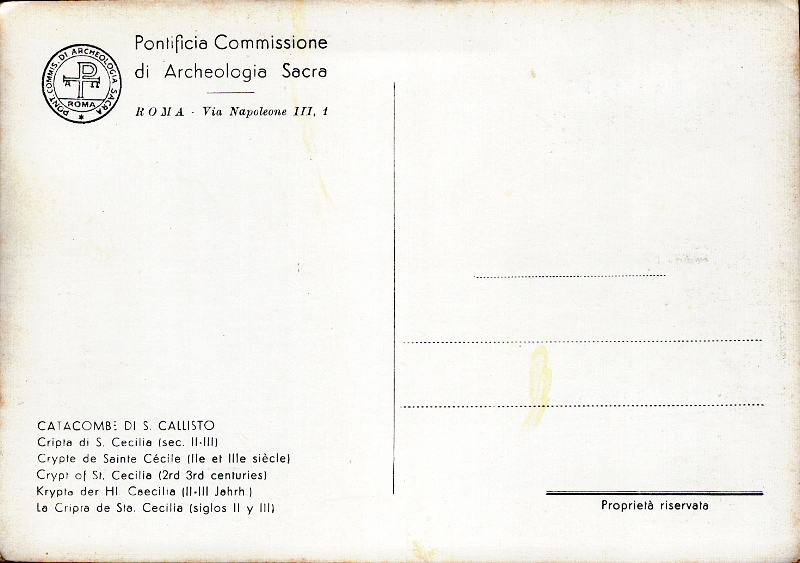 Pontificia Commissione
di Archeologia Sacra
ROMA - Via Napoleone III, 1
PONT. COMMIS. DI ARCHEOLOGIA SACRA
Α Ω
ROMA
CATACOMBE DI S. CALLISTO
Cripta di S. Cecilia (sec. II-III)
Crypte de Sainte Cécile (IIe et IIIe siècle)
Crypt of St. Cecilia (2rd 3rd centuries)
Krypta der Hl. Caecilia (II-III Jahrh.)
La Cripta de Sta. Cecilia (siglos II y III)
Proprietà riservata